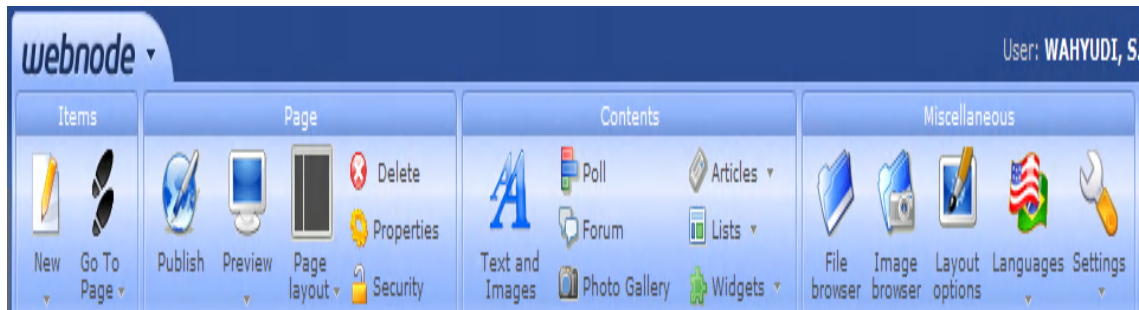 webnode
User: WAHYUDI, S.
Items
Page
Contents
Miscellaneous
New
Go To
Page
Publish
Preview
Page
layout
Delete
Properties
Security
Text and
Images
Poll
Forum
Photo Gallery
Articles
Lists
Widgets
File
browser
Image
browser
Layout
options
Languages
Settings